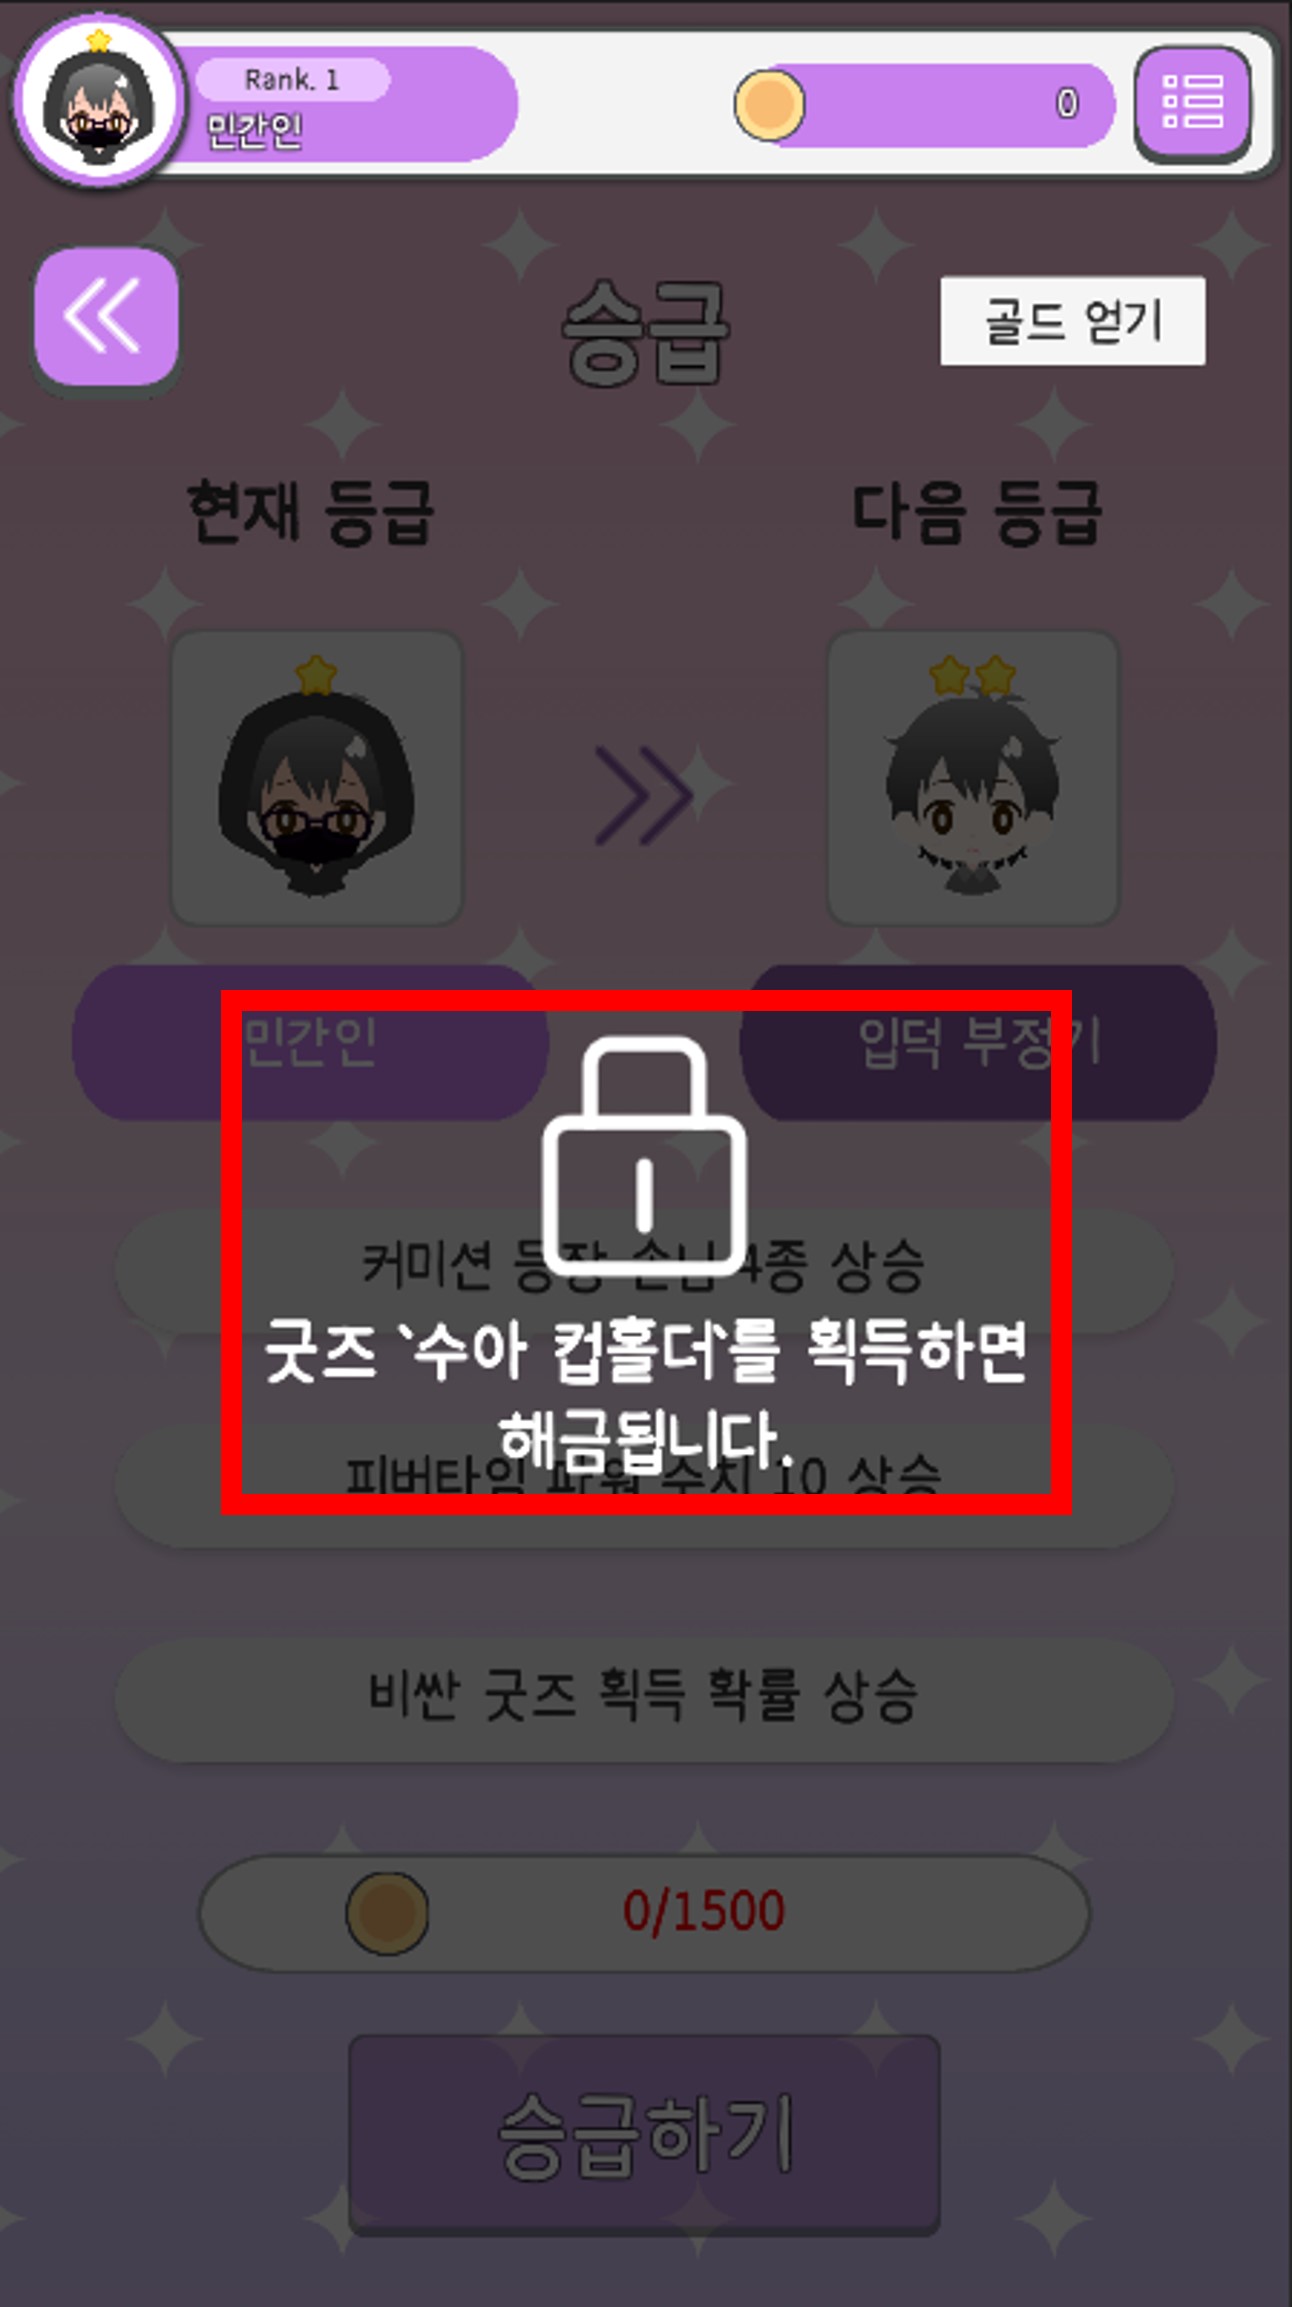 Rank. 1
민간인
0
승급
골드 얻기
현재 등급
다음 등급
민간인
입덕 부정기
커미션 등장 손님 4종 상승
굿즈 `수아 컵홀더`를 획득하면
해금됩니다.
피버타임 파워 수치 10 상승
비싼 굿즈 획득 확률 상승
0/1500
승급하기